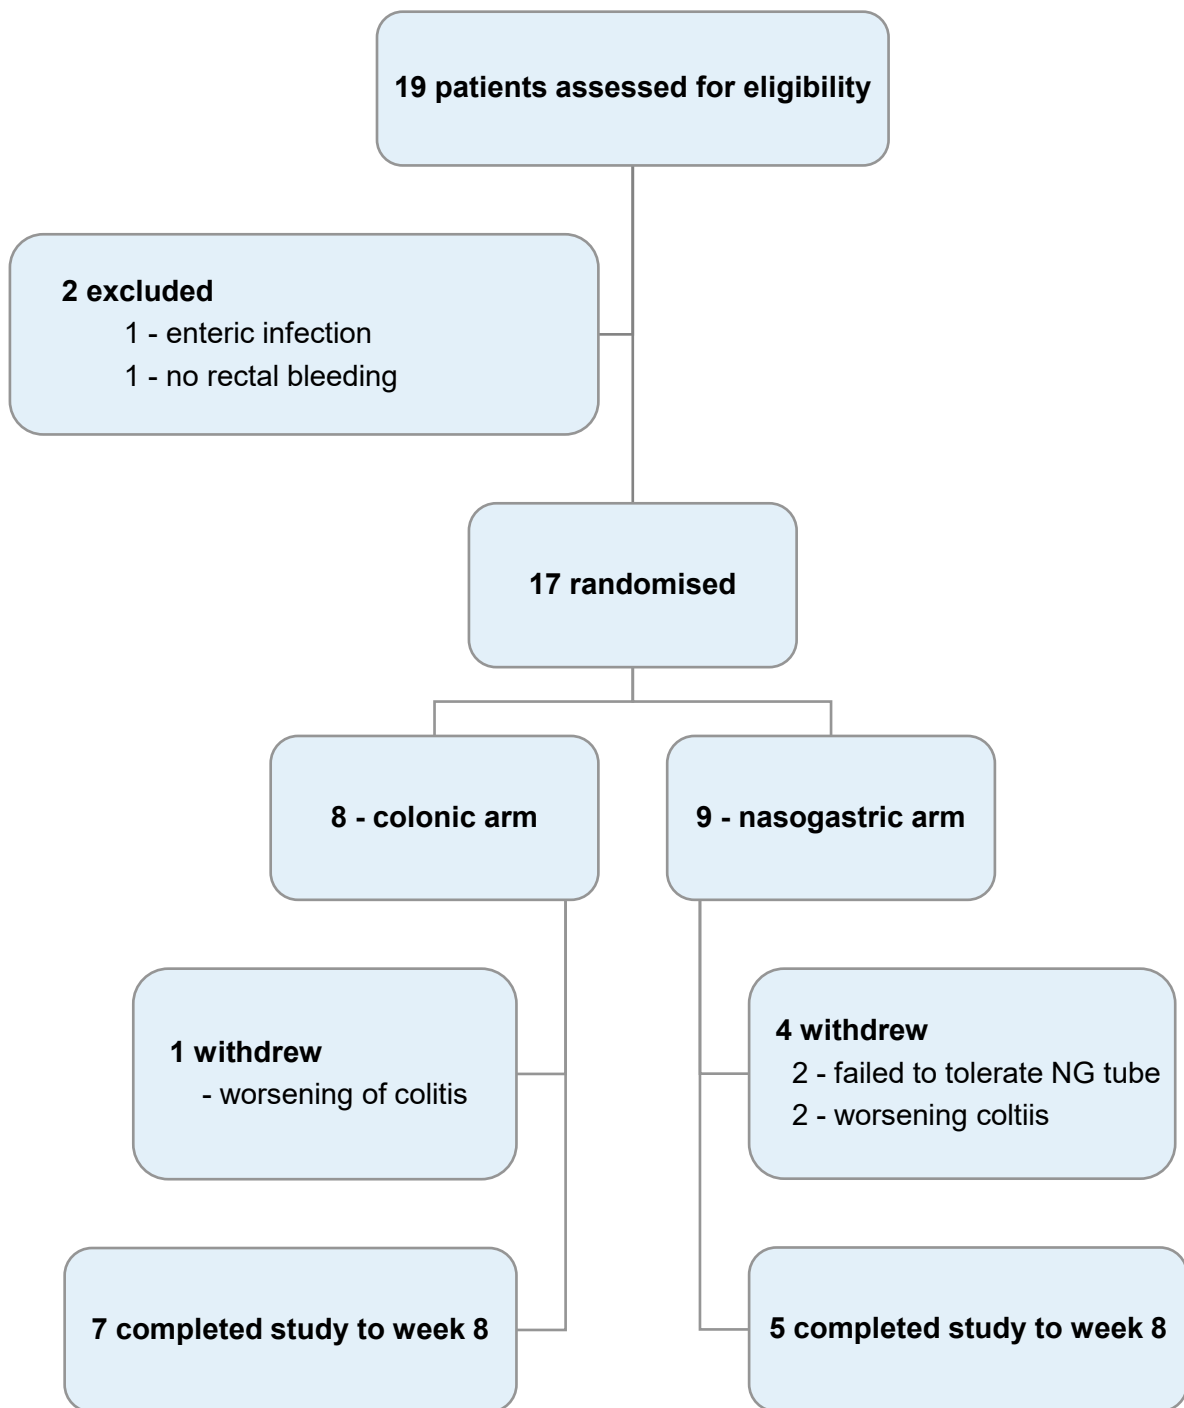 19 patients assessed for eligibility
2 excluded
1 - enteric infection
1 - no rectal bleeding
17 randomised
8 - colonic arm
9 - nasogastric arm
1 withdrew
- worsening of colitis
4 withdrew
2 - failed to tolerate NG tube
2 - worsening coltiis
7 completed study to week 8
5 completed study to week 8